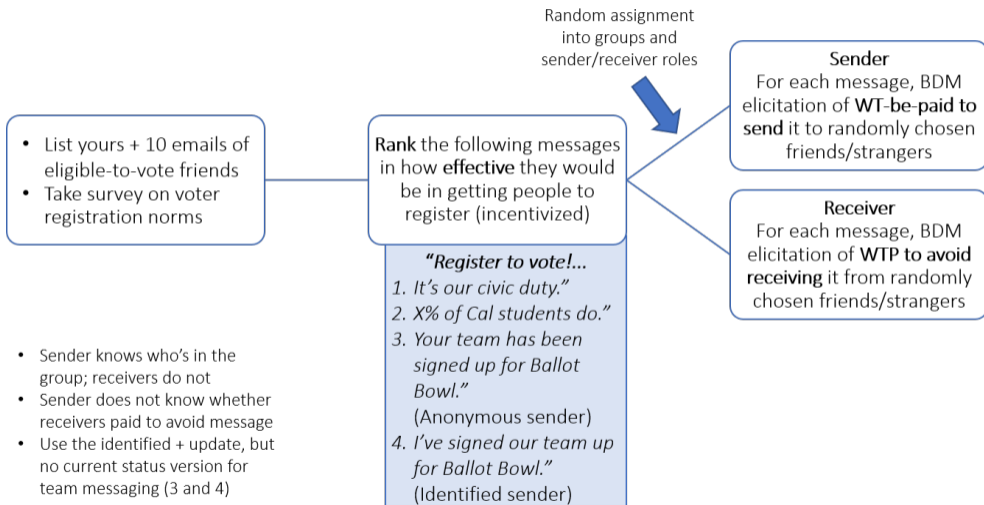 Random assignment
into groups and
sender/receiver roles
• List yours + 10 emails of
eligible-to-vote friends
• Take survey on voter
registration norms
Rank the following messages
in how effective they would
be in getting people to
register (incentivized)
"Register to vote!...
1. It's our civic duty."
2. X% of Cal students do."
3. Your team has been
signed up for Ballot
Bowl."
(Anonymous sender)
4. I've signed our team up
for Ballot Bowl."
(Identified sender)
Sender
For each message, BDM
elicitation of WT-be-paid to
send it to randomly chosen
friends/strangers
Receiver
For each message, BDM
elicitation of WTP to avoid
receiving it from randomly
chosen friends/strangers
• Sender knows who's in the
group; receivers do not
• Sender does not know whether
receivers paid to avoid message
• Use the identified + update, but
no current status version for
team messaging (3 and 4)